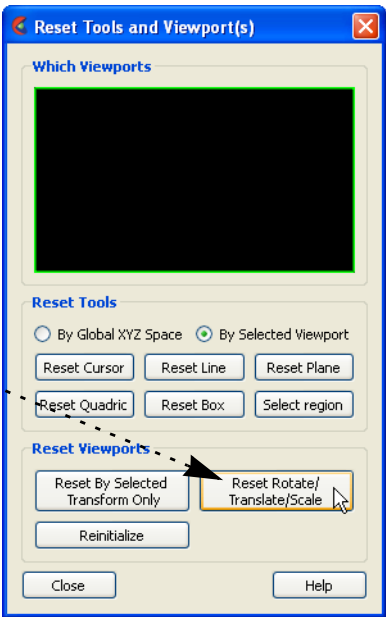 Reset Tools and Viewport(s)
Which Viewports
Reset Tools
By Global XYZ Space By Selected Viewport
Reset Cursor Reset Line Reset Plane
Reset Quadric Reset Box Select region
Reset Viewports
Reset By Selected Transform Only
Reset Rotate/ Translate/Scale
Reinitialize
Close Help